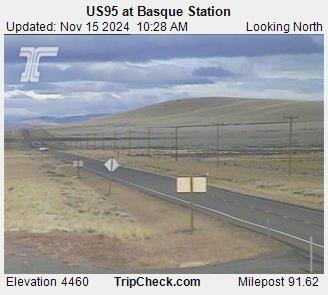 US95 at Basque Station
Updated: Nov 15 2024 10:28 AM Looking North
Elevation 4460 TripCheck.com Milepost 91.62